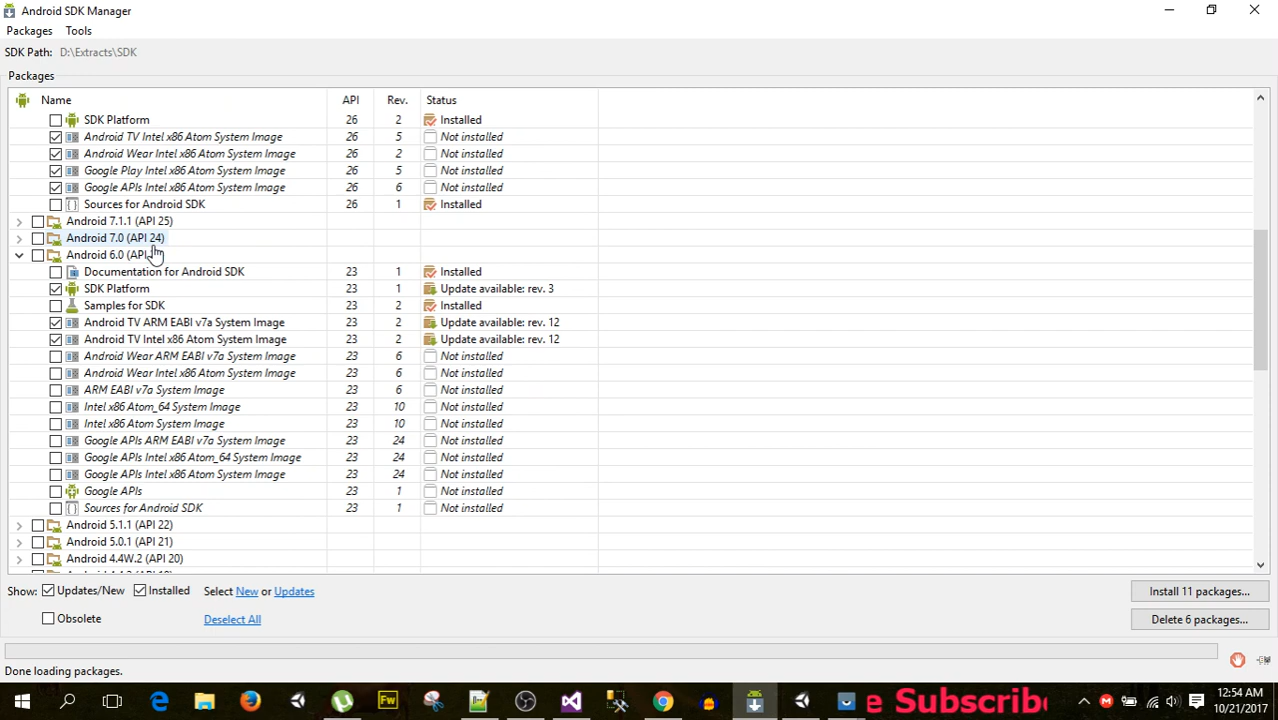 Android SDK Manager
Packages Tools
SDK Path: D:\Extracts\SDK
Packages
Name API Rev. Status
SDK Platform 26 2 Installed
Android TV Intel x86 Atom System Image 26 5 Not installed
Android Wear Intel x86 Atom System Image 26 2 Not installed
Google Play Intel x86 Atom System Image 26 5 Not installed
Google APIs Intel x86 Atom System Image 26 6 Not installed
Sources for Android SDK 26 1 Installed
Android 7.1.1 (API 25)
Android 7.0 (API 24)
Android 6.0 (API
Documentation for Android SDK 23 1 Installed
SDK Platform 23 1 Update available: rev. 3
Samples for SDK 23 2 Installed
Android TV ARM EABI v7a System Image 23 2 Update available: rev. 12
Android TV Intel x86 Atom System Image 23 2 Update available: rev. 12
Android Wear ARM EABI v7a System Image 23 6 Not installed
Android Wear Intel x86 Atom System Image 23 6 Not installed
ARM EABI v7a System Image 23 6 Not installed
Intel x86 Atom_64 System Image 23 10 Not installed
Intel x86 Atom System Image 23 10 Not installed
Google APIs ARM EABI v7a System Image 23 24 Not installed
Google APIs Intel x86 Atom_64 System Image 23 24 Not installed
Google APIs Intel x86 Atom System Image 23 24 Not installed
Google APIs 23 1 Not installed
Sources for Android SDK 23 1 Not installed
Android 5.1.1 (API 22)
Android 5.0.1 (API 21)
Android 4.4W.2 (API 20)
Show: Updates/New Installed Select New or Updates Install 11 packages...
Obsolete Deselect All Delete 6 packages...
Done loading packages.
Fw e Subscribe 12:54 AM
10/21/2017